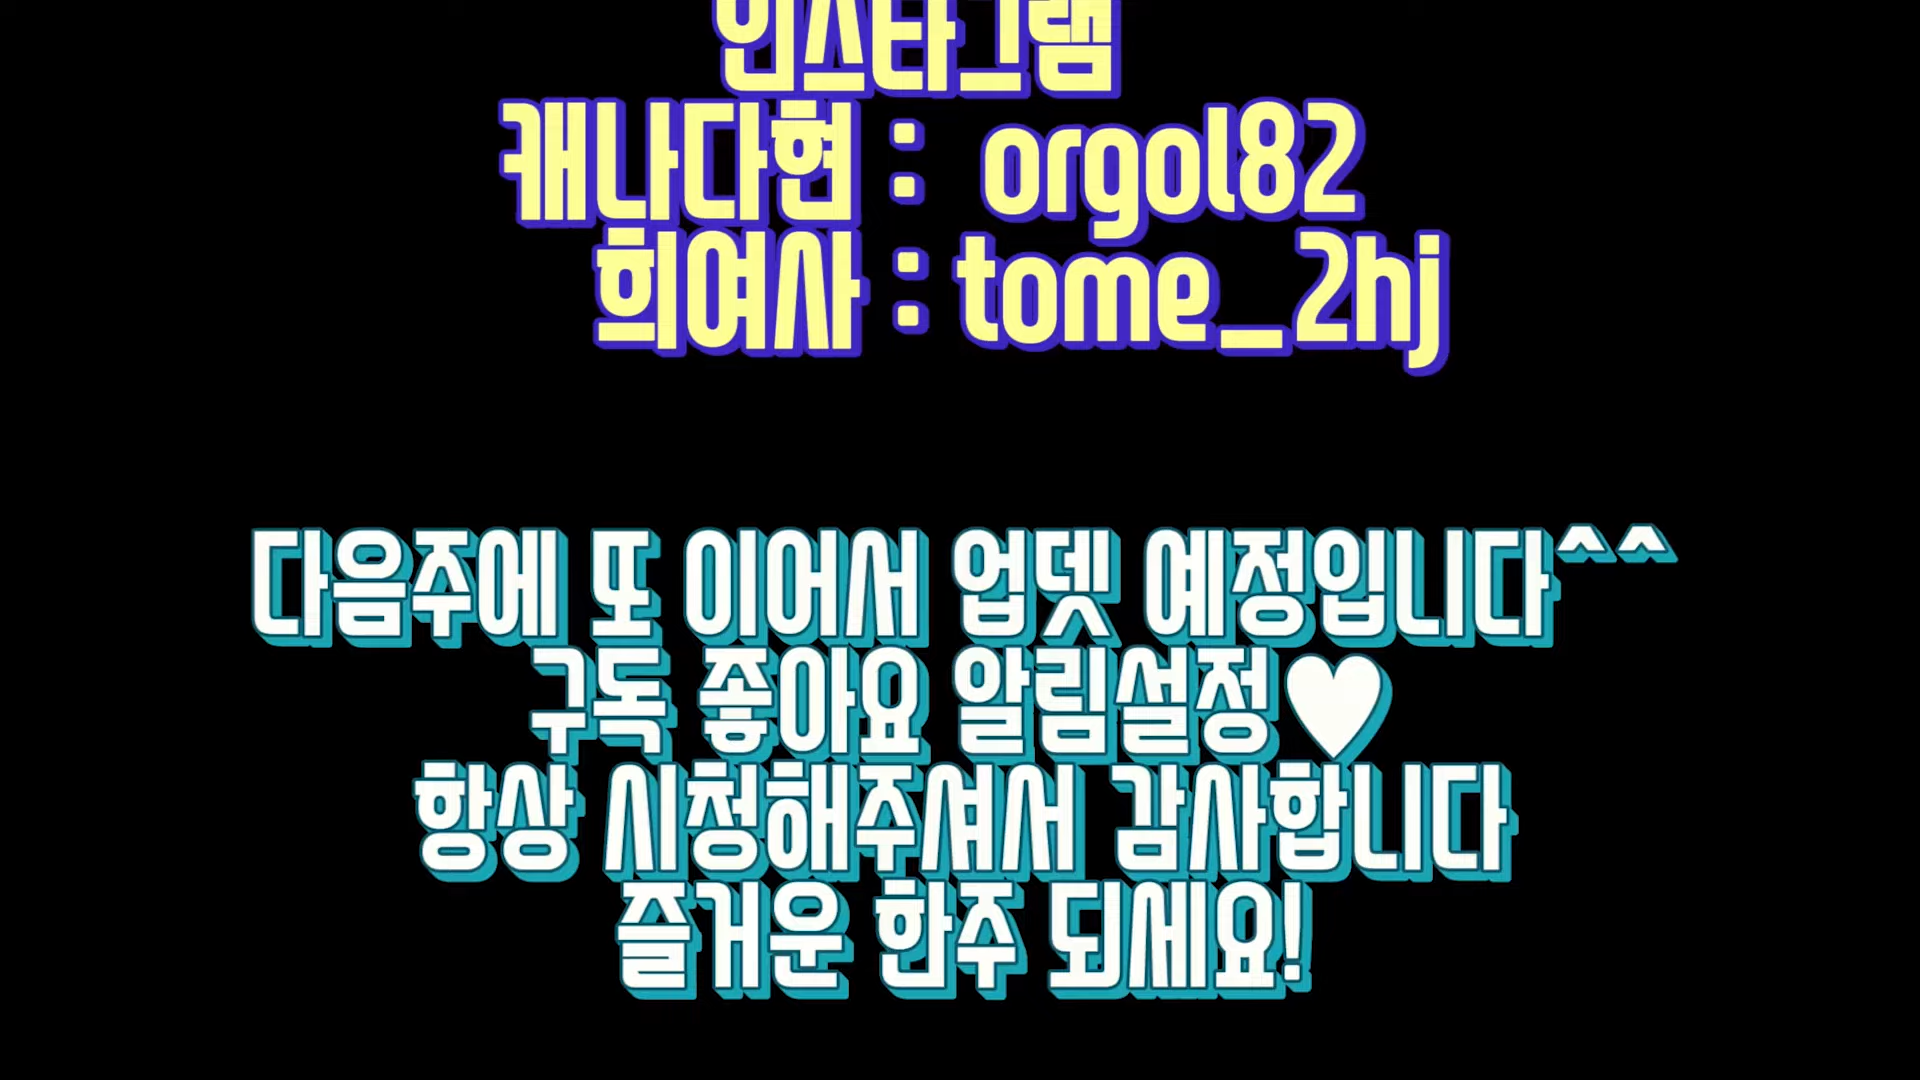 인스타그램
캐나다현 : orgol82
희여사 : tome_2hj
다음주에 또 이어서 업뎃 예정입니다^^
구독 좋아요 알림설정♥
항상 시청해주셔서 감사합니다
즐거운 한주 되세요!